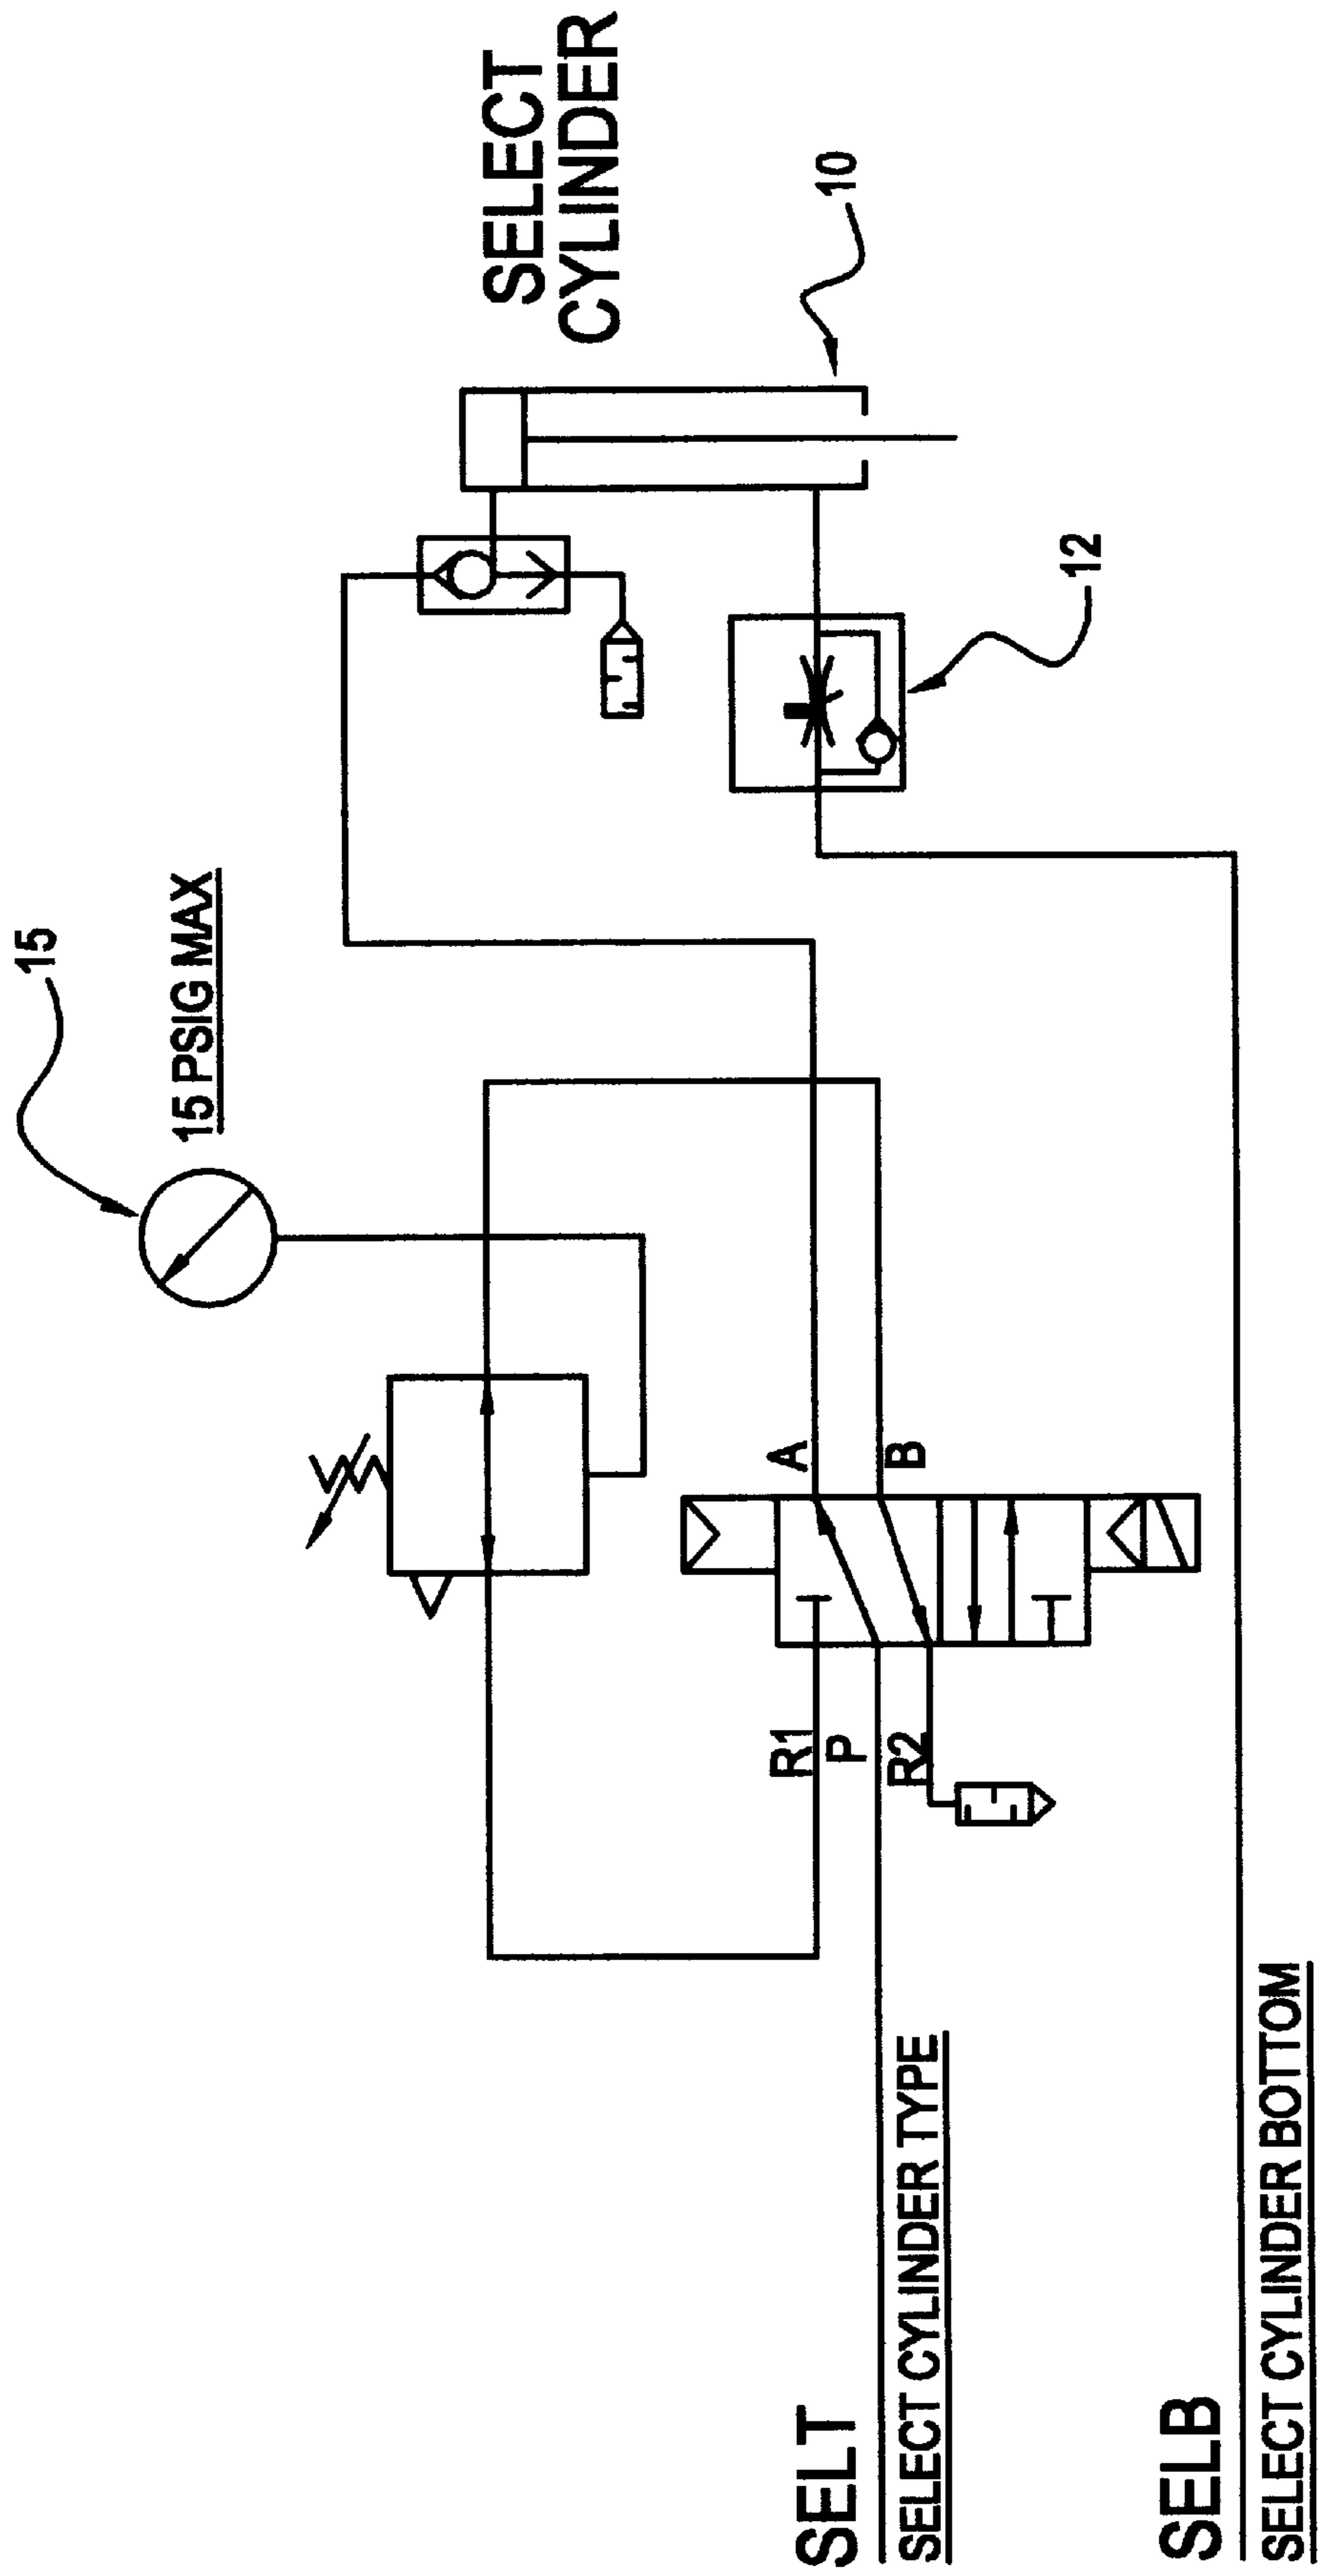 15
15 PSIG MAX
SELECT
CYLINDER
10
12
A
B
R1
P
R2
SELT
SELECT CYLINDER TYPE
SELB
SELECT CYLINDER BOTTOM